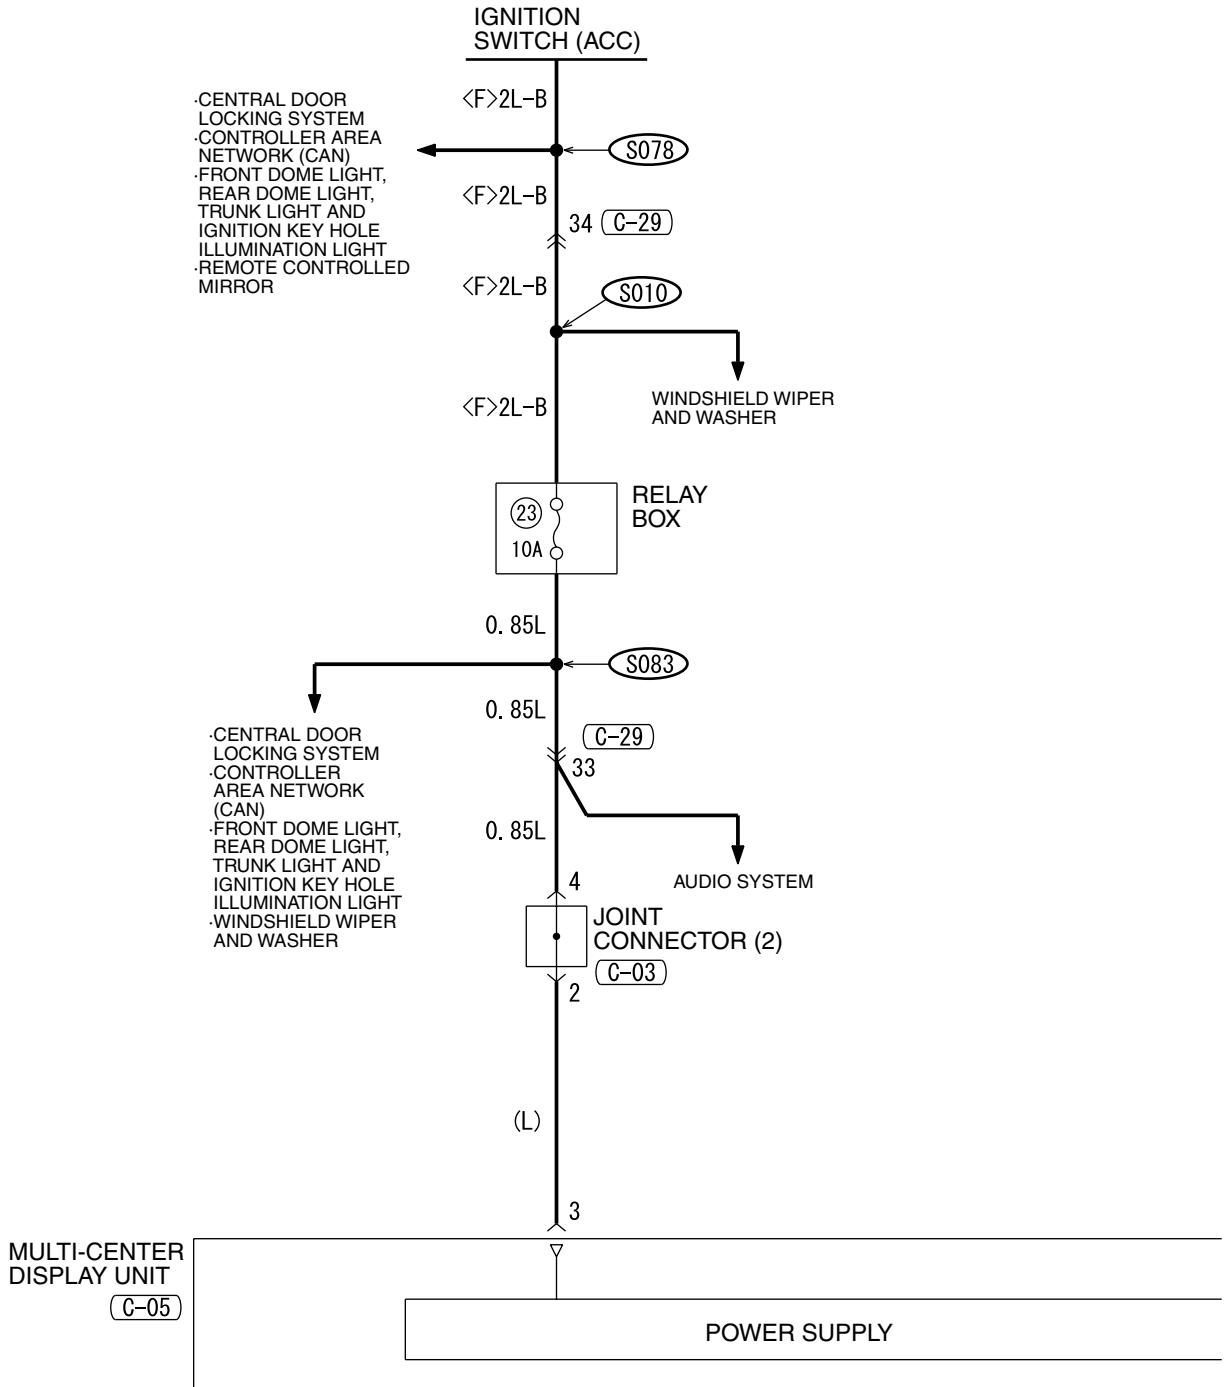 IGNITION
SWITCH (ACC)
<F>2L-B
·CENTRAL DOOR
LOCKING SYSTEM
·CONTROLLER AREA
NETWORK (CAN)
·FRONT DOME LIGHT,
REAR DOME LIGHT,
TRUNK LIGHT AND
IGNITION KEY HOLE
ILLUMINATION LIGHT
·REMOTE CONTROLLED
MIRROR
S078
<F>2L-B
34 C-29
<F>2L-B
S010
WINDSHIELD WIPER
AND WASHER
<F>2L-B
RELAY
BOX
23
10A
0.85L
S083
0.85L
C-29
33
·CENTRAL DOOR
LOCKING SYSTEM
·CONTROLLER
AREA NETWORK
(CAN)
·FRONT DOME LIGHT,
REAR DOME LIGHT,
TRUNK LIGHT AND
IGNITION KEY HOLE
ILLUMINATION LIGHT
·WINDSHIELD WIPER
AND WASHER
0.85L
AUDIO SYSTEM
4
JOINT
CONNECTOR (2)
C-03
2
(L)
3
MULTI-CENTER
DISPLAY UNIT
C-05
POWER SUPPLY